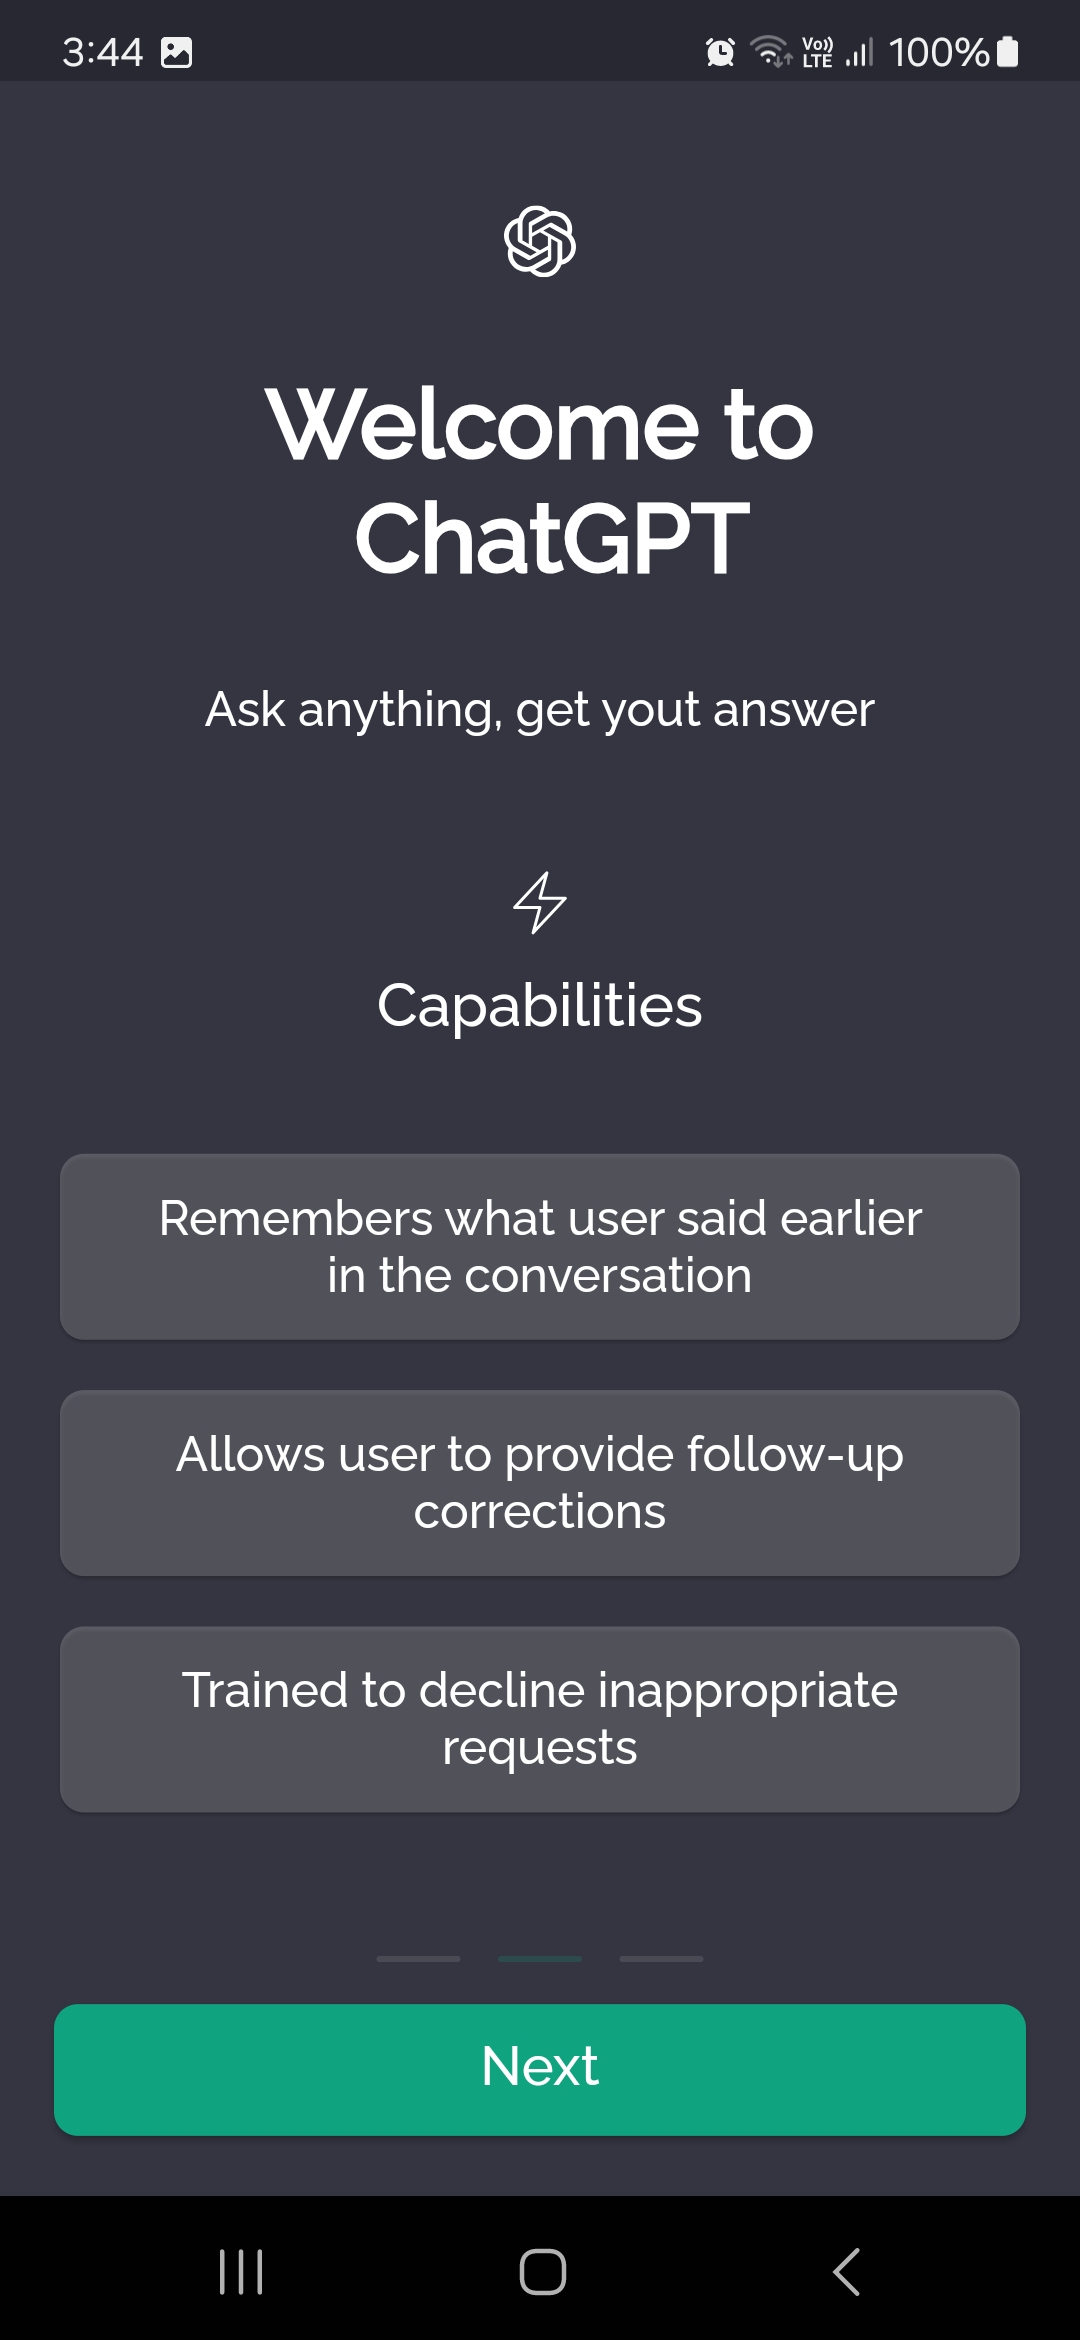 3:44
Vo)) LTE 100%
Welcome to
ChatGPT
Ask anything, get yout answer
Capabilities
Remembers what user said earlier
in the conversation
Allows user to provide follow-up
corrections
Trained to decline inappropriate
requests
Next